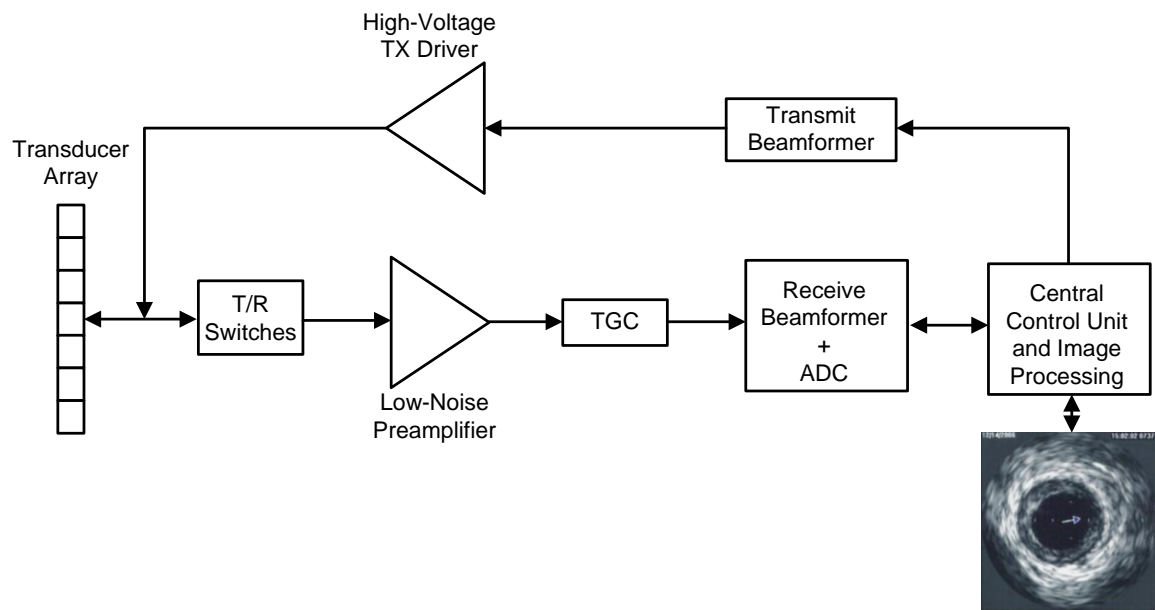 High-Voltage
TX Driver
Transmit
Beamformer
Transducer
Array
T/R
Switches
TGC
Receive
Beamformer
+
ADC
Central
Control Unit
and Image
Processing
Low-Noise
Preamplifier